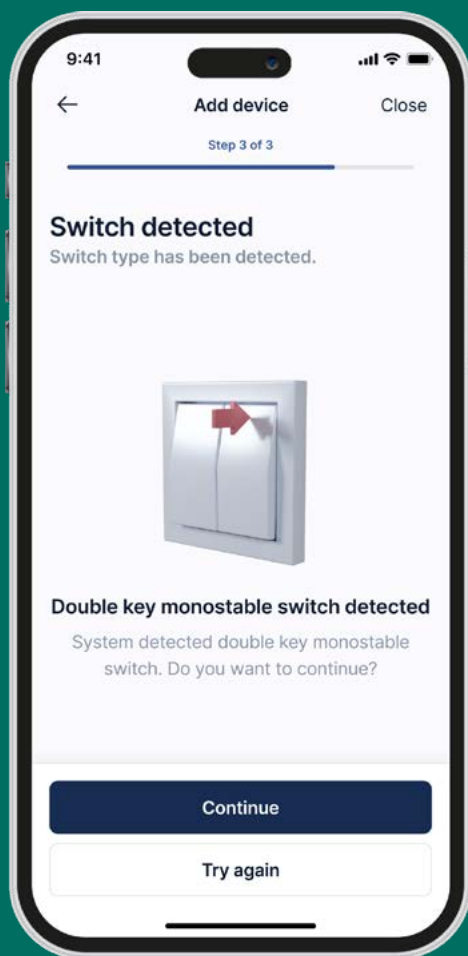 9:41
Add device
Close
Step 3 of 3
Switch detected
Switch type has been detected.
Double key monostable switch detected
System detected double key monostable
switch. Do you want to continue?
Continue
Try again